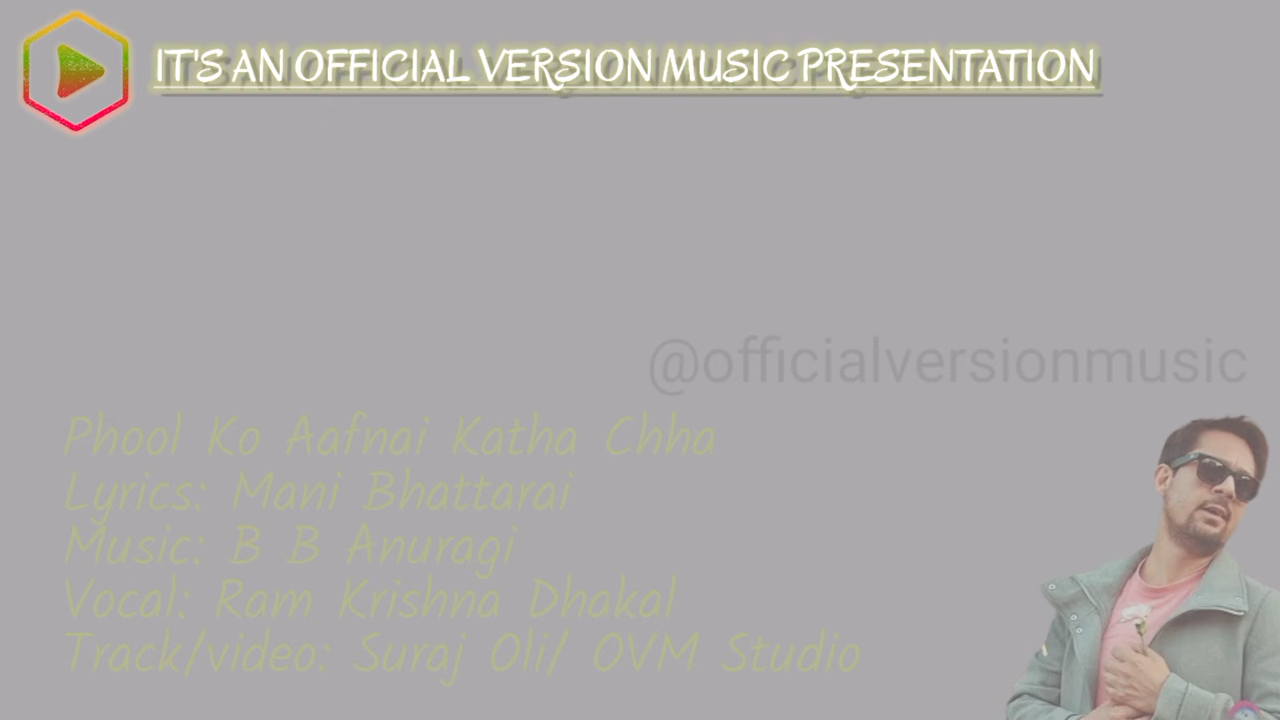 IT'S AN OFFICIAL VERSION MUSIC PRESENTATION
@officialversionmusic
Phool Ko Aafnai Katha Chha
Lyrics: Mani Bhattarai
Music: B B Anuragi
Vocal: Ram Krishna Dhakal
Track/video: Suraj Oli/ OVM Studio